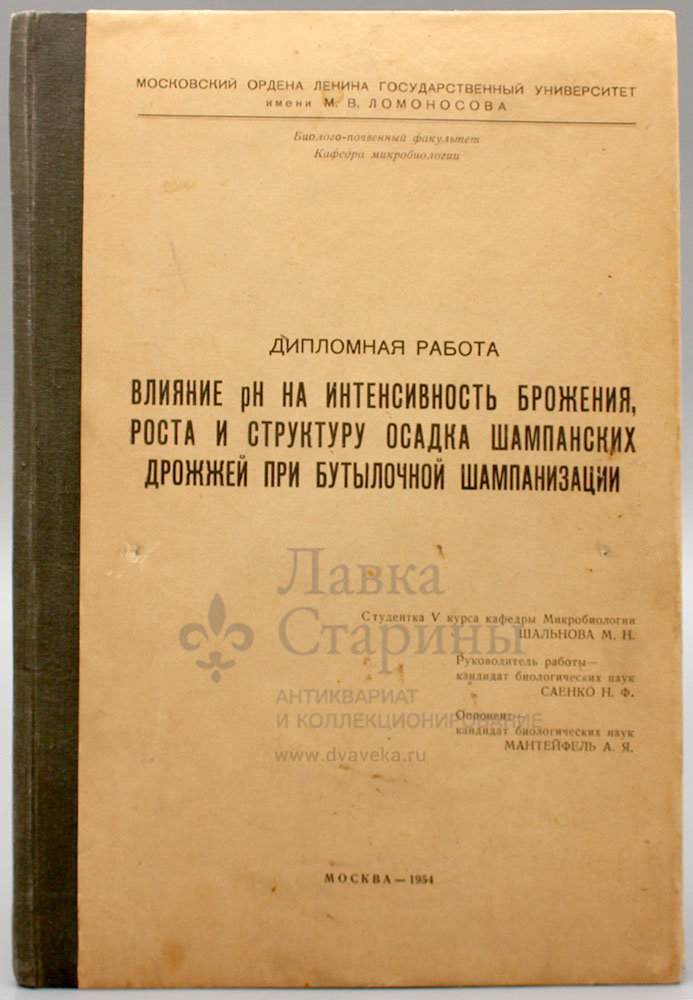 МОСКОВСКИЙ ОРДЕНА ЛЕНИНА ГОСУДАРСТВЕННЫЙ УНИВЕРСИТЕТ
имени М. В. ЛОМОНОСОВА
Биолого-почвенный факультет
Кафедра микробиологии
ДИПЛОМНАЯ РАБОТА
ВЛИЯНИЕ рН НА ИНТЕНСИВНОСТЬ БРОЖЕНИЯ,
РОСТА И СТРУКТУРУ ОСАДКА ШАМПАНСКИХ
ДРОЖЖЕЙ ПРИ БУТЫЛОЧНОЙ ШАМПАНИЗАЦИИ
Лавка
Старины
АНТИКВАРИАТ
И КОЛЛЕКЦИОНИРОВАНИЕ
www.dvaveka.ru
Студентка V курса кафедры Микробиологии
ШАЛЬНОВА М. Н.
Руководитель работы—
кандидат биологических наук
САЕНКО Н. Ф.
Оппонент—
кандидат биологических наук
МАНТЕЙФЕЛЬ А. Я.
МОСКВА — 1954